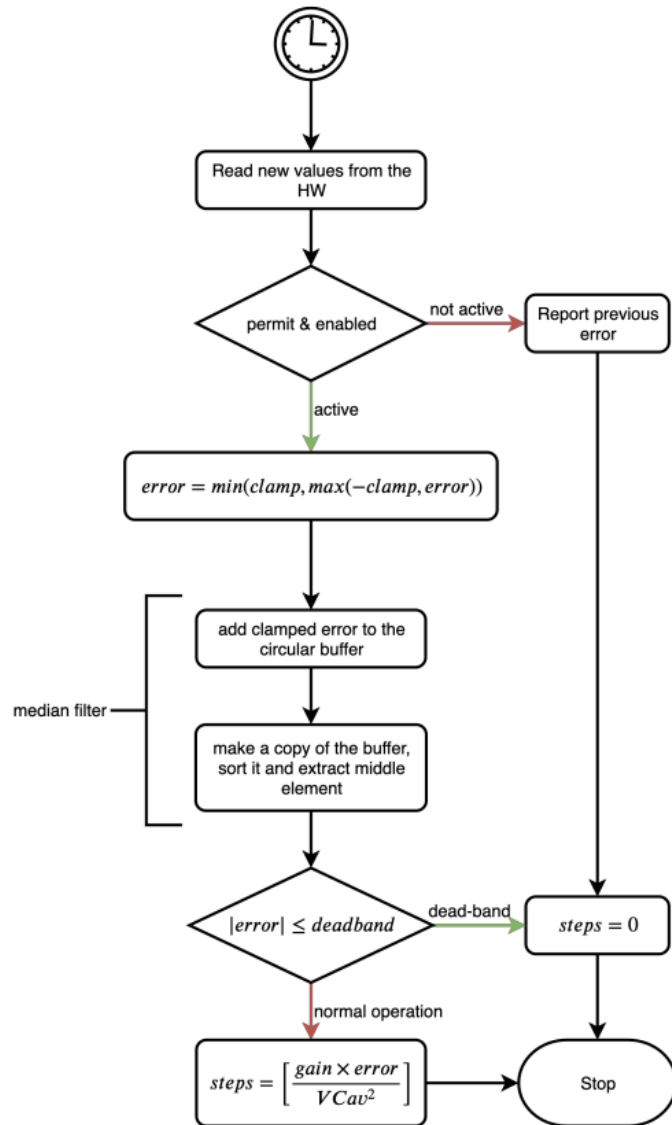 Read new values from the
HW
permit & enabled
not active
Report previous
error
active
error = min(clamp, max(−clamp, error))
add clamped error to the
circular buffer
median filter
make a copy of the buffer,
sort it and extract middle
element
|error| ≤ deadband
dead-band
steps = 0
normal operation
steps = [gain × error / VCav²]
Stop